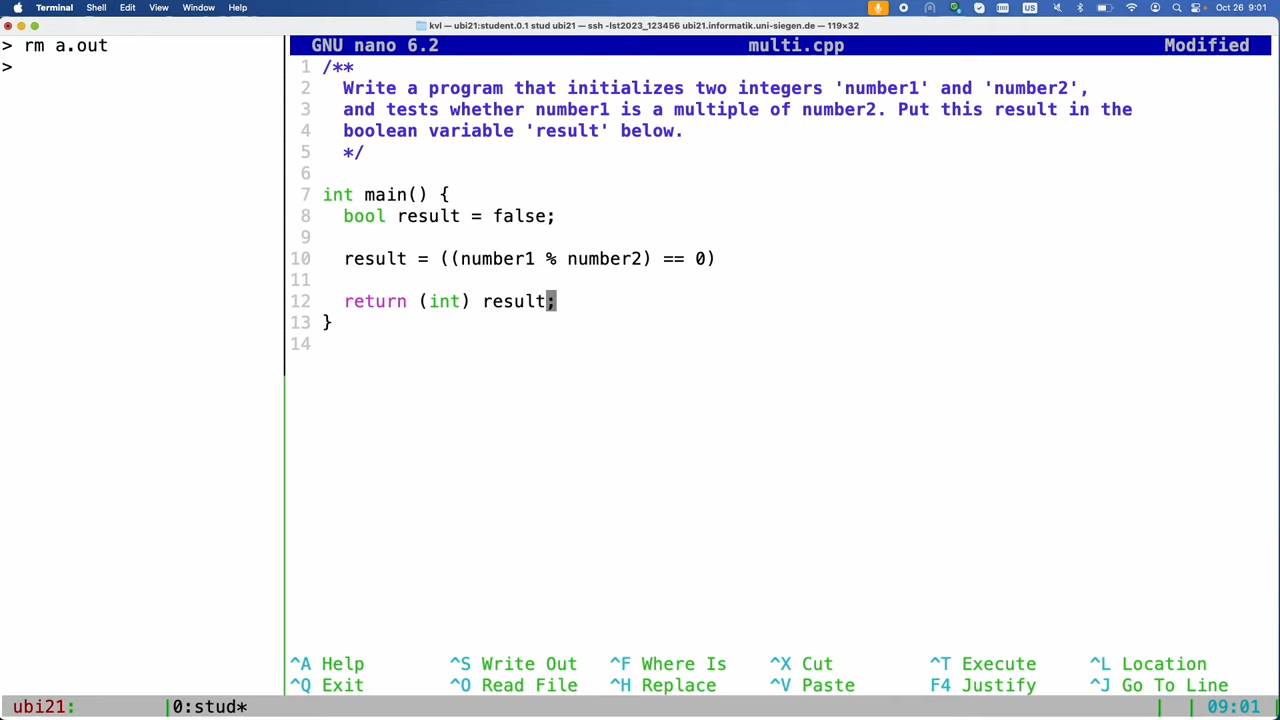 Terminal Shell Edit View Window Help Oct 26 9:01
kvl — ubi21:student.0.1 stud ubi21 — ssh -lst2023_123456 ubi21.informatik.uni-siegen.de — 119×32
> rm a.out
>
GNU nano 6.2 multi.cpp Modified
1 /**
2 Write a program that initializes two integers 'number1' and 'number2',
3 and tests whether number1 is a multiple of number2. Put this result in the
4 boolean variable 'result' below.
5 */
6
7 int main() {
8 bool result = false;
9
10 result = ((number1 % number2) == 0)
11
12 return (int) result;
13 }
14
^A Help ^S Write Out ^F Where Is ^X Cut ^T Execute ^L Location
^Q Exit ^O Read File ^H Replace ^V Paste F4 Justify ^J Go To Line
ubi21: |0:stud* | | 09:01